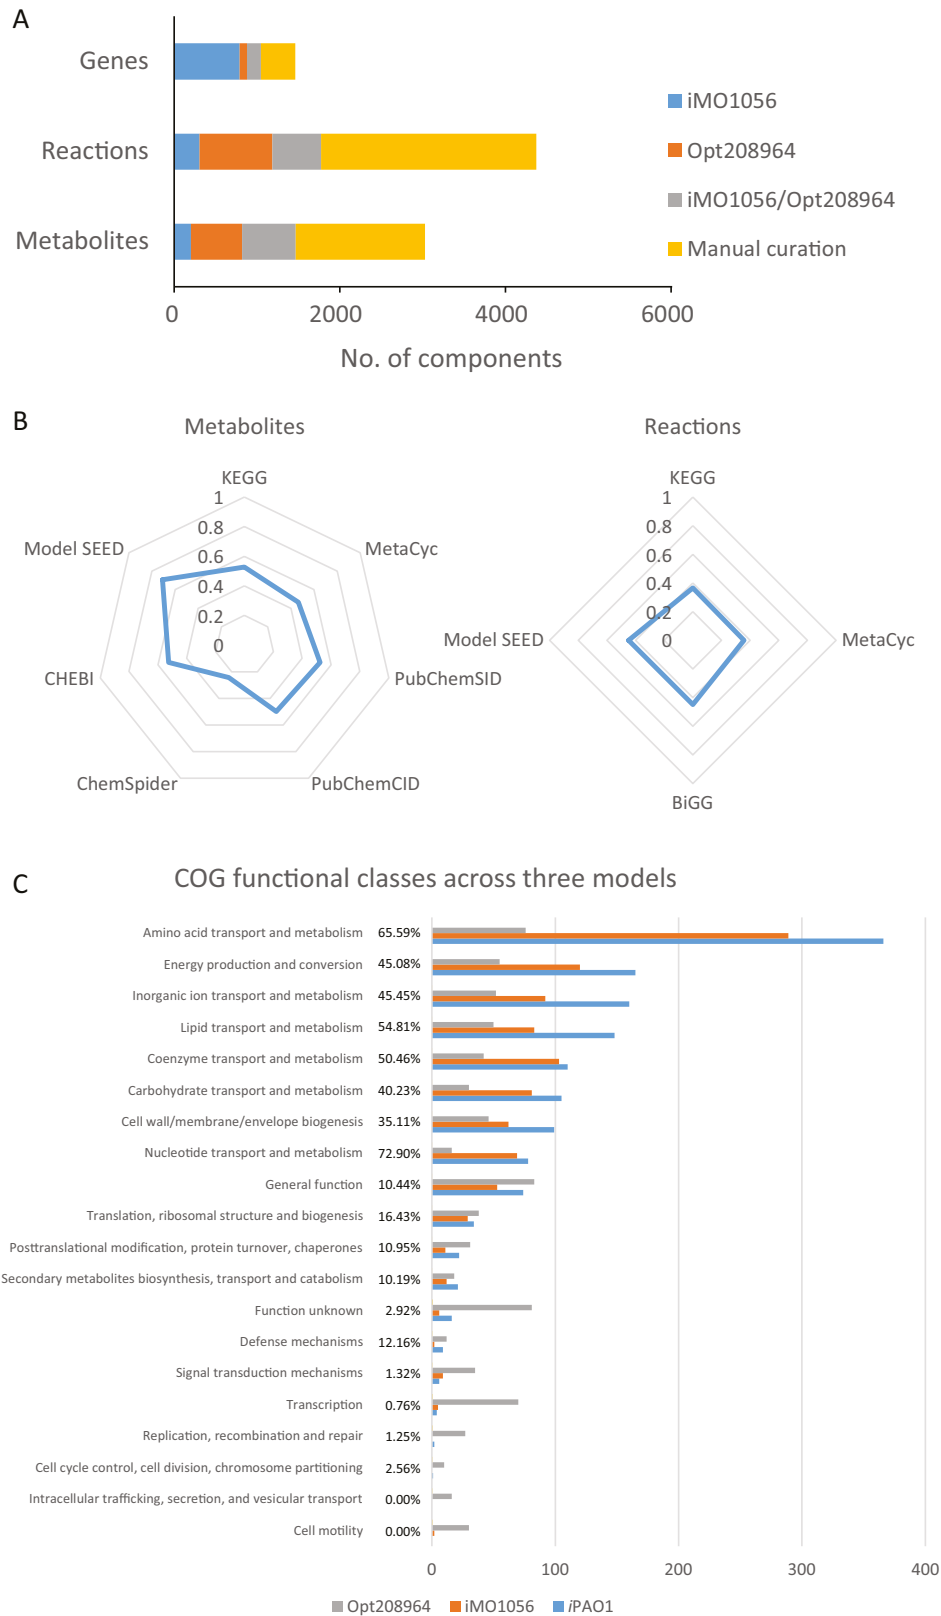 A
Genes
Reactions
Metabolites
0 2000 4000 6000
No. of components
iMO1056
Opt208964
iMO1056/Opt208964
Manual curation
B
Metabolites
KEGG
1
0.8
0.6
0.4
0.2
0
MetaCyc
PubChemSID
PubChemCID
ChemSpider
CHEBI
Model SEED
Reactions
KEGG
1
0.8
0.6
0.4
0.2
0
MetaCyc
BiGG
Model SEED
C
COG functional classes across three models
Amino acid transport and metabolism 65.59%
Energy production and conversion 45.08%
Inorganic ion transport and metabolism 45.45%
Lipid transport and metabolism 54.81%
Coenzyme transport and metabolism 50.46%
Carbohydrate transport and metabolism 40.23%
Cell wall/membrane/envelope biogenesis 35.11%
Nucleotide transport and metabolism 72.90%
General function 10.44%
Translation, ribosomal structure and biogenesis 16.43%
Posttranslational modification, protein turnover, chaperones 10.95%
Secondary metabolites biosynthesis, transport and catabolism 10.19%
Function unknown 2.92%
Defense mechanisms 12.16%
Signal transduction mechanisms 1.32%
Transcription 0.76%
Replication, recombination and repair 1.25%
Cell cycle control, cell division, chromosome partitioning 2.56%
Intracellular trafficking, secretion, and vesicular transport 0.00%
Cell motility 0.00%
0 100 200 300 400
Opt208964 iMO1056 iPAO1